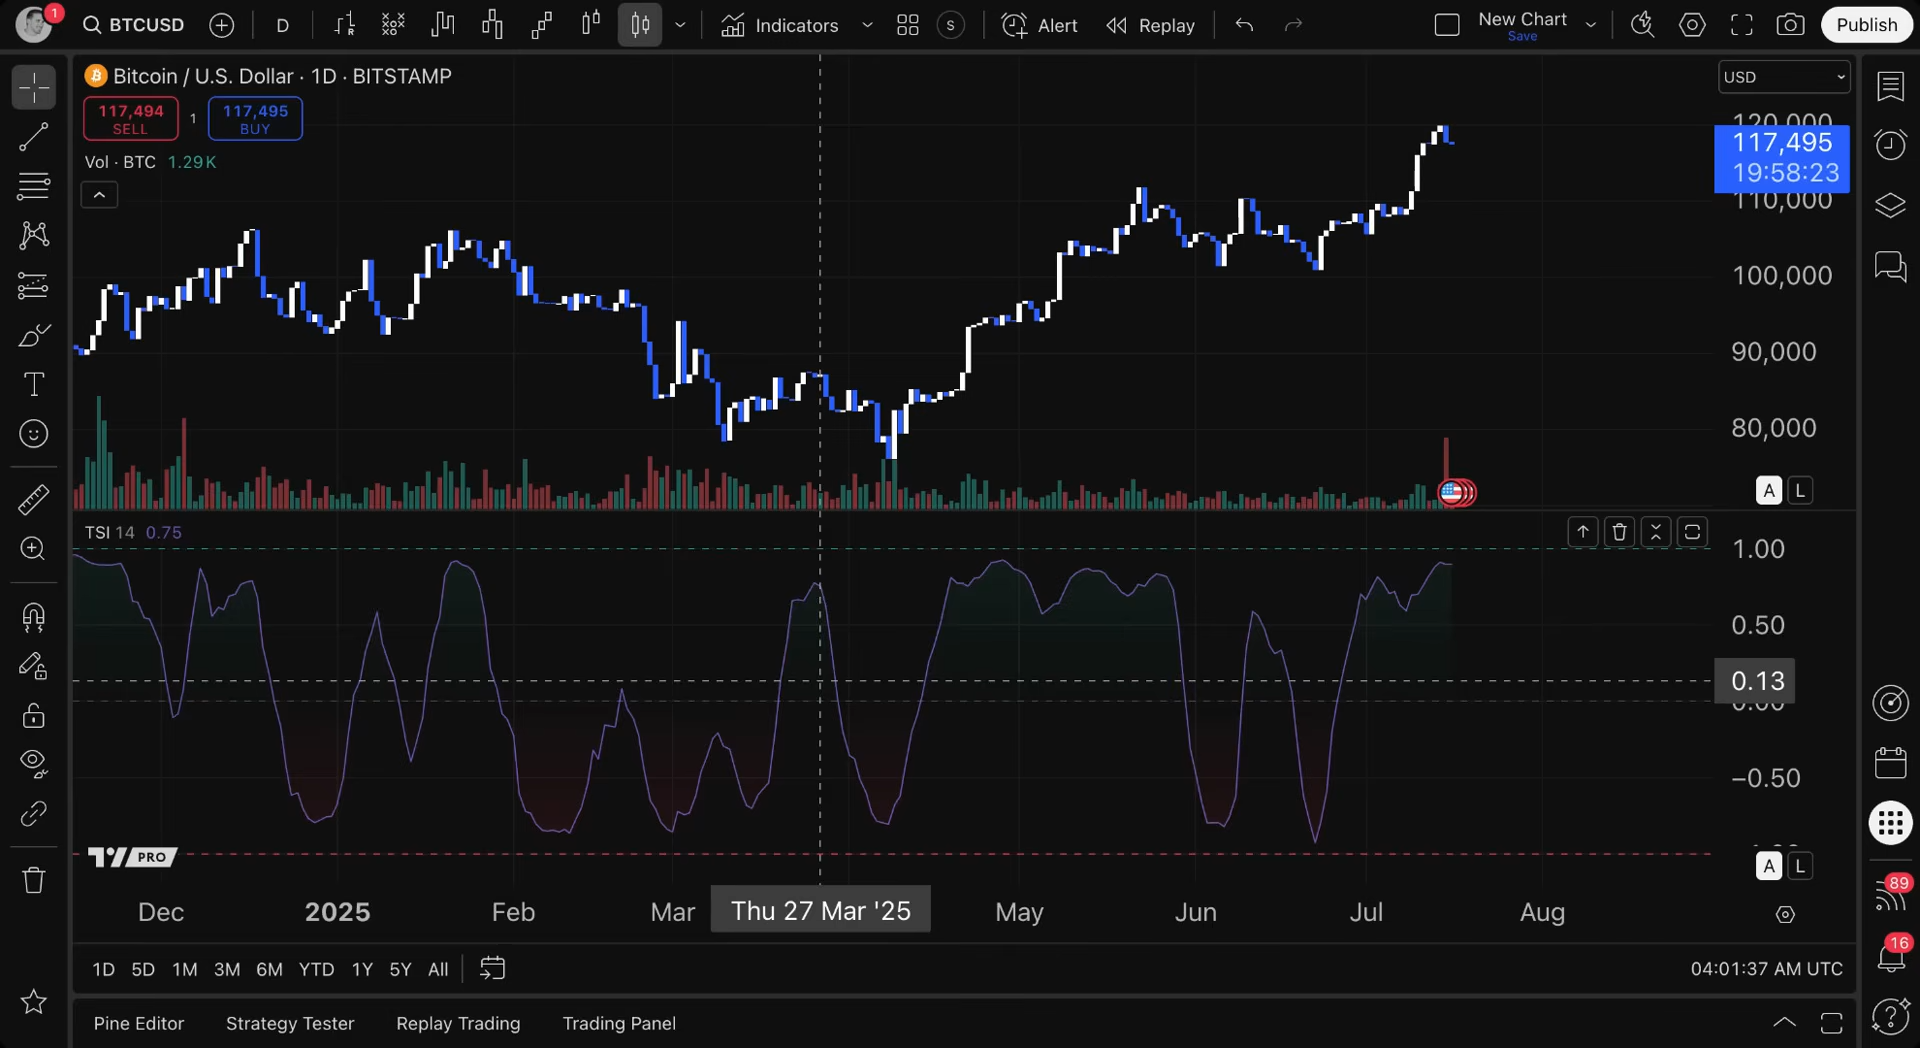 1
BTCUSD
D
Indicators
S
Alert
Replay
New Chart
Save
Publish
Bitcoin / U.S. Dollar · 1D · BITSTAMP
USD
117,494
SELL
1
117,495
BUY
Vol · BTC 1.29K
120,000
117,495
19:58:23
110,000
100,000
90,000
80,000
A L
TSI 14 0.75
1.00
0.50
0.13
0.00
−0.50
PRO
A L
Dec 2025 Feb Mar Thu 27 Mar '25 May Jun Jul Aug
89
16
1D 5D 1M 3M 6M YTD 1Y 5Y All
04:01:37 AM UTC
Pine Editor Strategy Tester Replay Trading Trading Panel